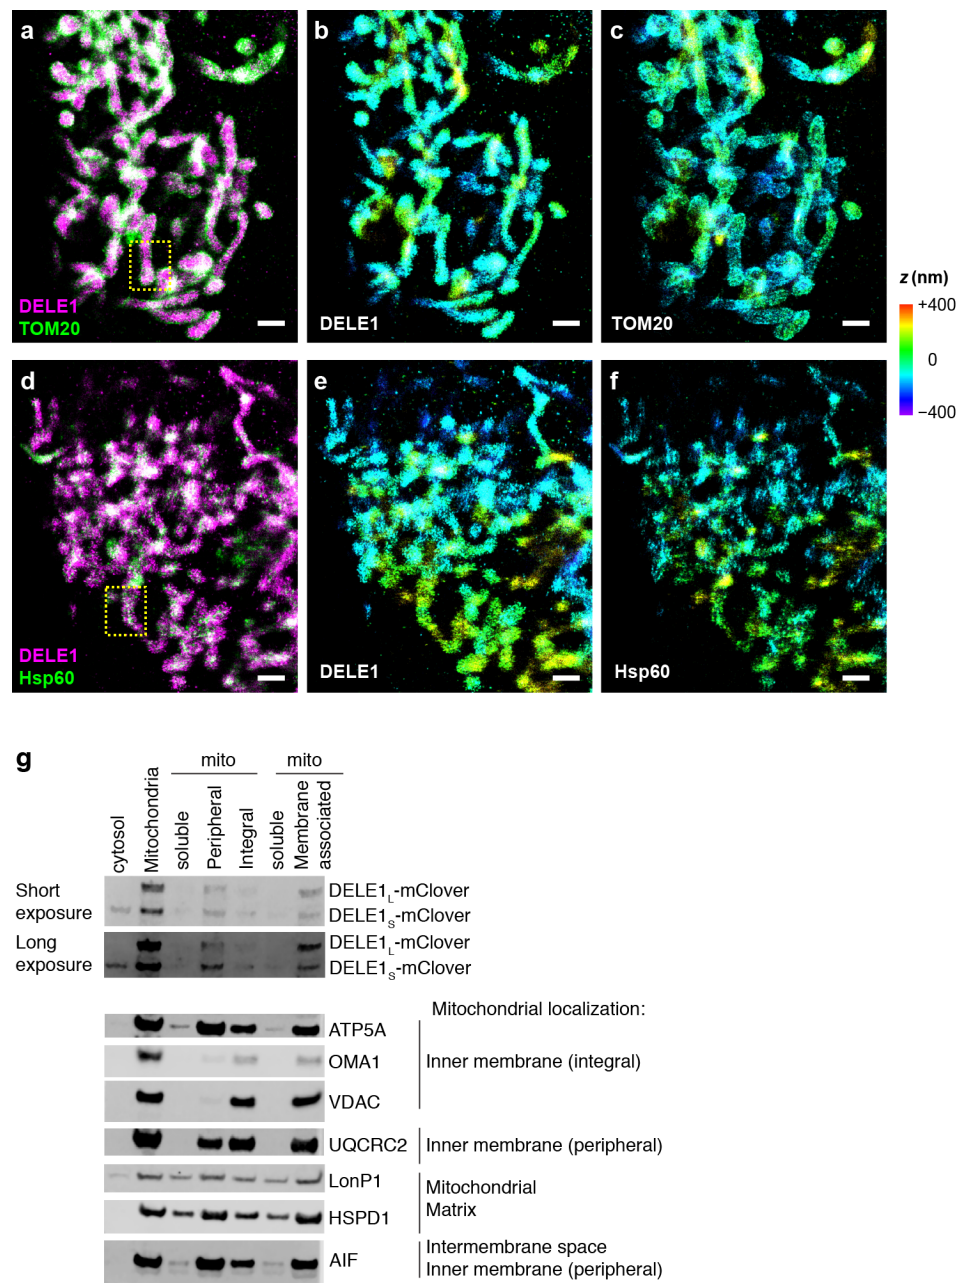 a
b
c
DELE1
TOM20
DELE1
TOM20
z (nm)
+400
0
−400
d
e
f
DELE1
Hsp60
DELE1
Hsp60
g
mito
mito
cytosol
Mitochondria
soluble
Peripheral
Integral
soluble
Membrane
associated
Short
exposure
DELE1L-mClover
DELE1S-mClover
Long
exposure
DELE1L-mClover
DELE1S-mClover
Mitochondrial localization:
ATP5A
OMA1
Inner membrane (integral)
VDAC
UQCRC2
Inner membrane (peripheral)
LonP1
Mitochondrial
Matrix
HSPD1
AIF
Intermembrane space
Inner membrane (peripheral)